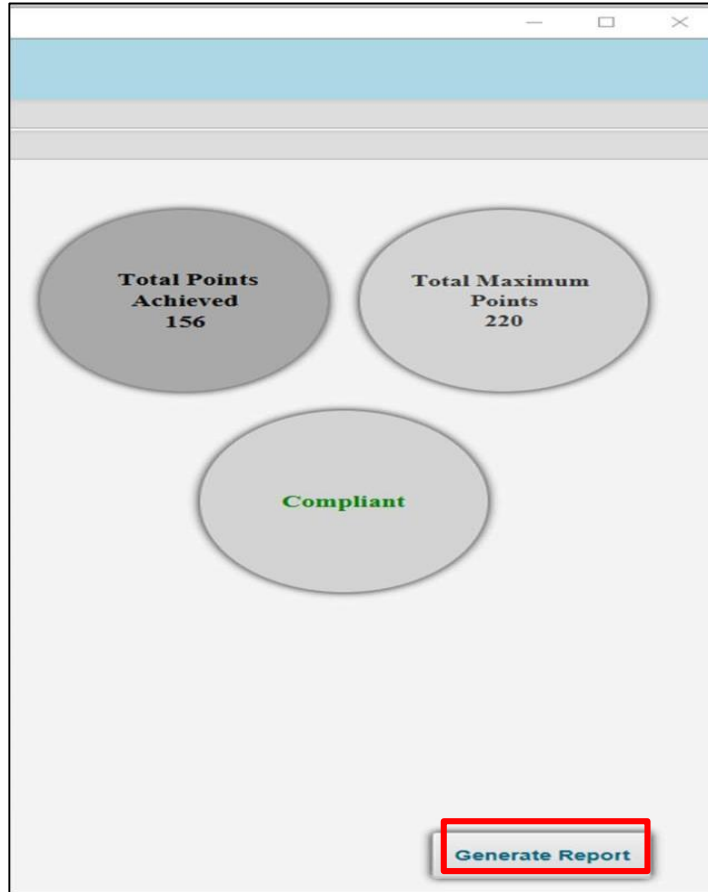 Total Points
Achieved
156
Total Maximum
Points
220
Compliant
Generate Report